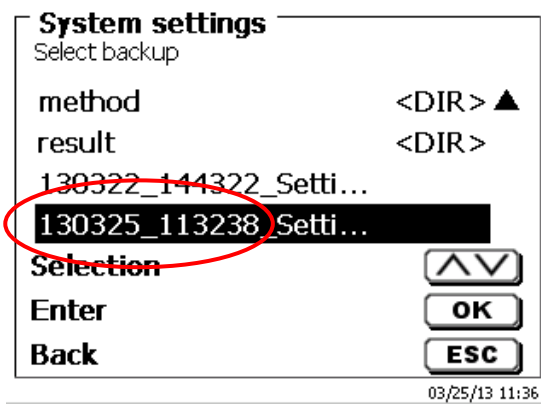 System settings
Select backup
method <DIR> ▲
result <DIR>
130322_144322_Setti...
130325_113238_Setti...
Selection
Enter OK
Back ESC
03/25/13 11:36